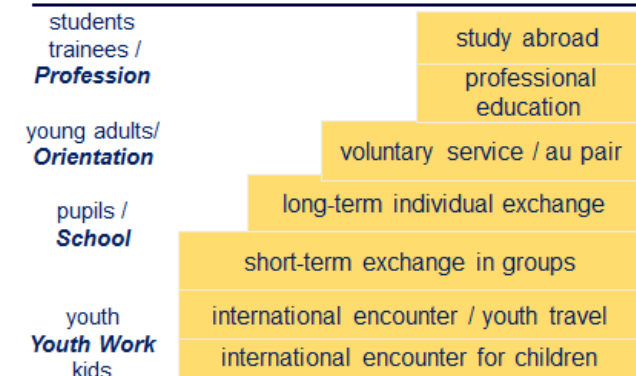 students
trainees /
Profession
study abroad
professional
education
young adults/
Orientation
voluntary service / au pair
pupils /
School
long-term individual exchange
short-term exchange in groups
youth
Youth Work
kids
international encounter / youth travel
international encounter for children